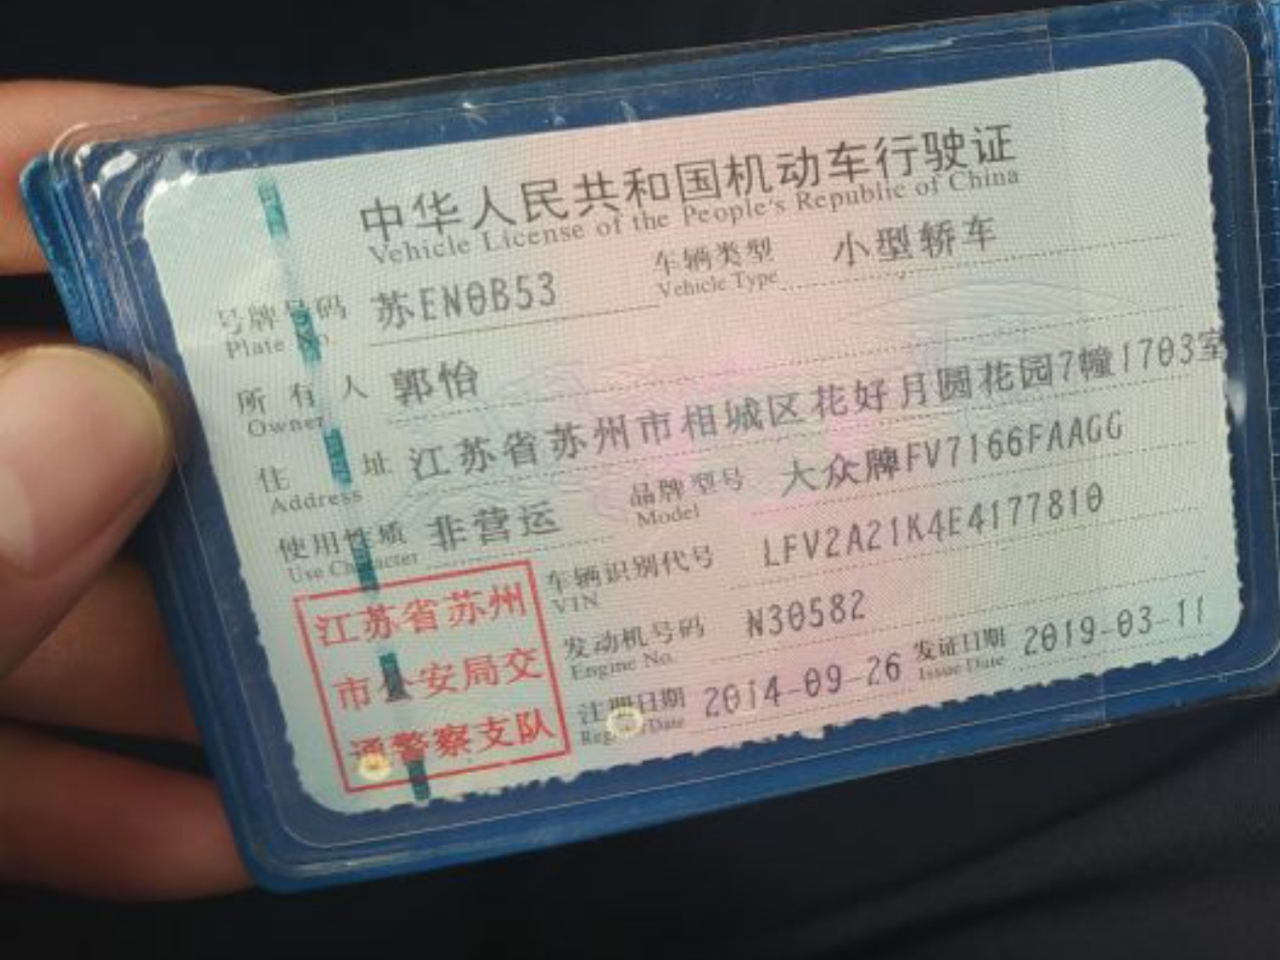 中华人民共和国机动车行驶证
Vehicle License of the People's Republic of China
号牌号码 苏EN0B53 车辆类型 小型轿车
Plate No. Vehicle Type
所有人 郭怡
Owner
住址 江苏省苏州市相城区花好月圆花园7幢1703室
Address
使用性质 非营运 品牌型号 大众牌FV7166FAAGG
Use Character Model
车辆识别代号 LFV2A21K4E4177810
VIN
发动机号码 N30582
Engine No.
注册日期 2014-09-26 发证日期 2019-03-11
Register Date Issue Date
江苏省苏州
市公安局交
通警察支队